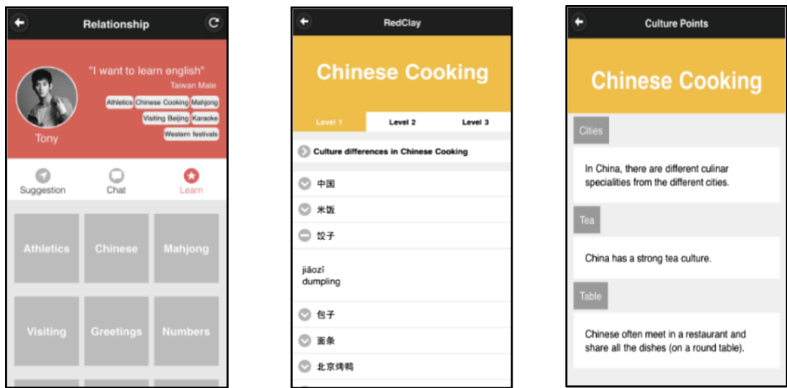 Relationship
"I want to learn english"
Taiwan Male
Athletics Chinese Cooking Mahjong
Visiting Beijing Karaoke
Western festivals
Tony
Suggestion Chat Learn
Athletics Chinese Mahjong
Visiting Greetings Numbers
RedClay
Chinese Cooking
Level 1 Level 2 Level 3
Culture differences in Chinese Cooking
中国
米饭
饺子
jiāozī
dumpling
包子
面条
北京烤鸭
Culture Points
Chinese Cooking
Cities
In China, there are different culinar
specialities from the different cities.
Tea
China has a strong tea culture.
Table
Chinese often meet in a restaurant and
share all the dishes (on a round table).